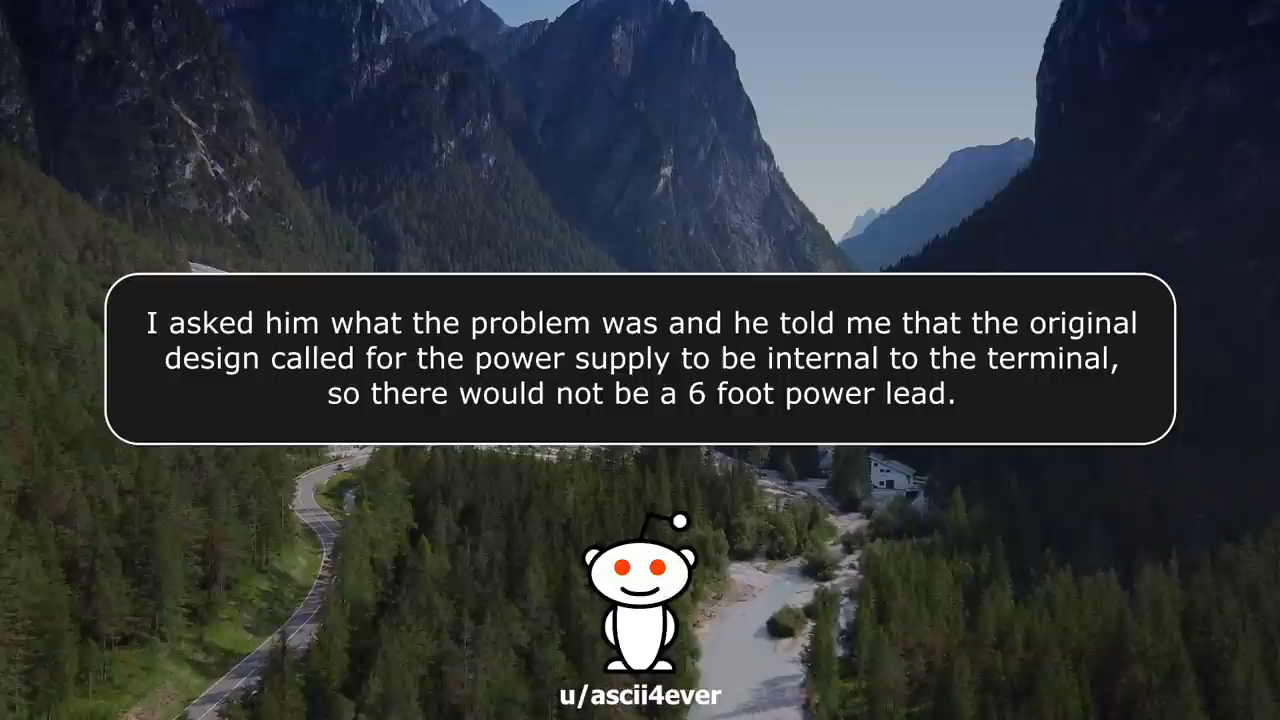 I asked him what the problem was and he told me that the original
design called for the power supply to be internal to the terminal,
so there would not be a 6 foot power lead.
u/ascii4ever